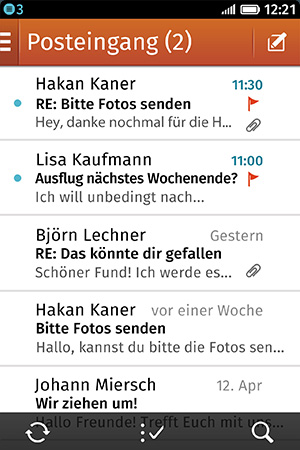 3 12:21
Posteingang (2)
Hakan Kaner 11:30
RE: Bitte Fotos senden
Hey, danke nochmal für die H...
Lisa Kaufmann 11:00
Ausflug nächstes Wochenende?
Ich will unbedingt nach...
Björn Lechner Gestern
RE: Das könnte dir gefallen
Schöner Fund! Ich werde es...
Hakan Kaner vor einer Woche
Bitte Fotos senden
Hallo, kannst du bitte die Fotos sen...
Johann Miersch 12. Apr
Wir ziehen um!
Hallo Freunde! Trefft Euch mit uns...